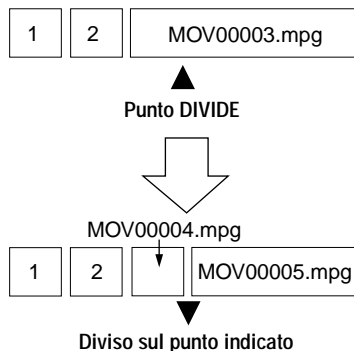 1 2 MOV00003.mpg
Punto DIVIDE
MOV00004.mpg
1 2 MOV00005.mpg
Diviso sul punto indicato